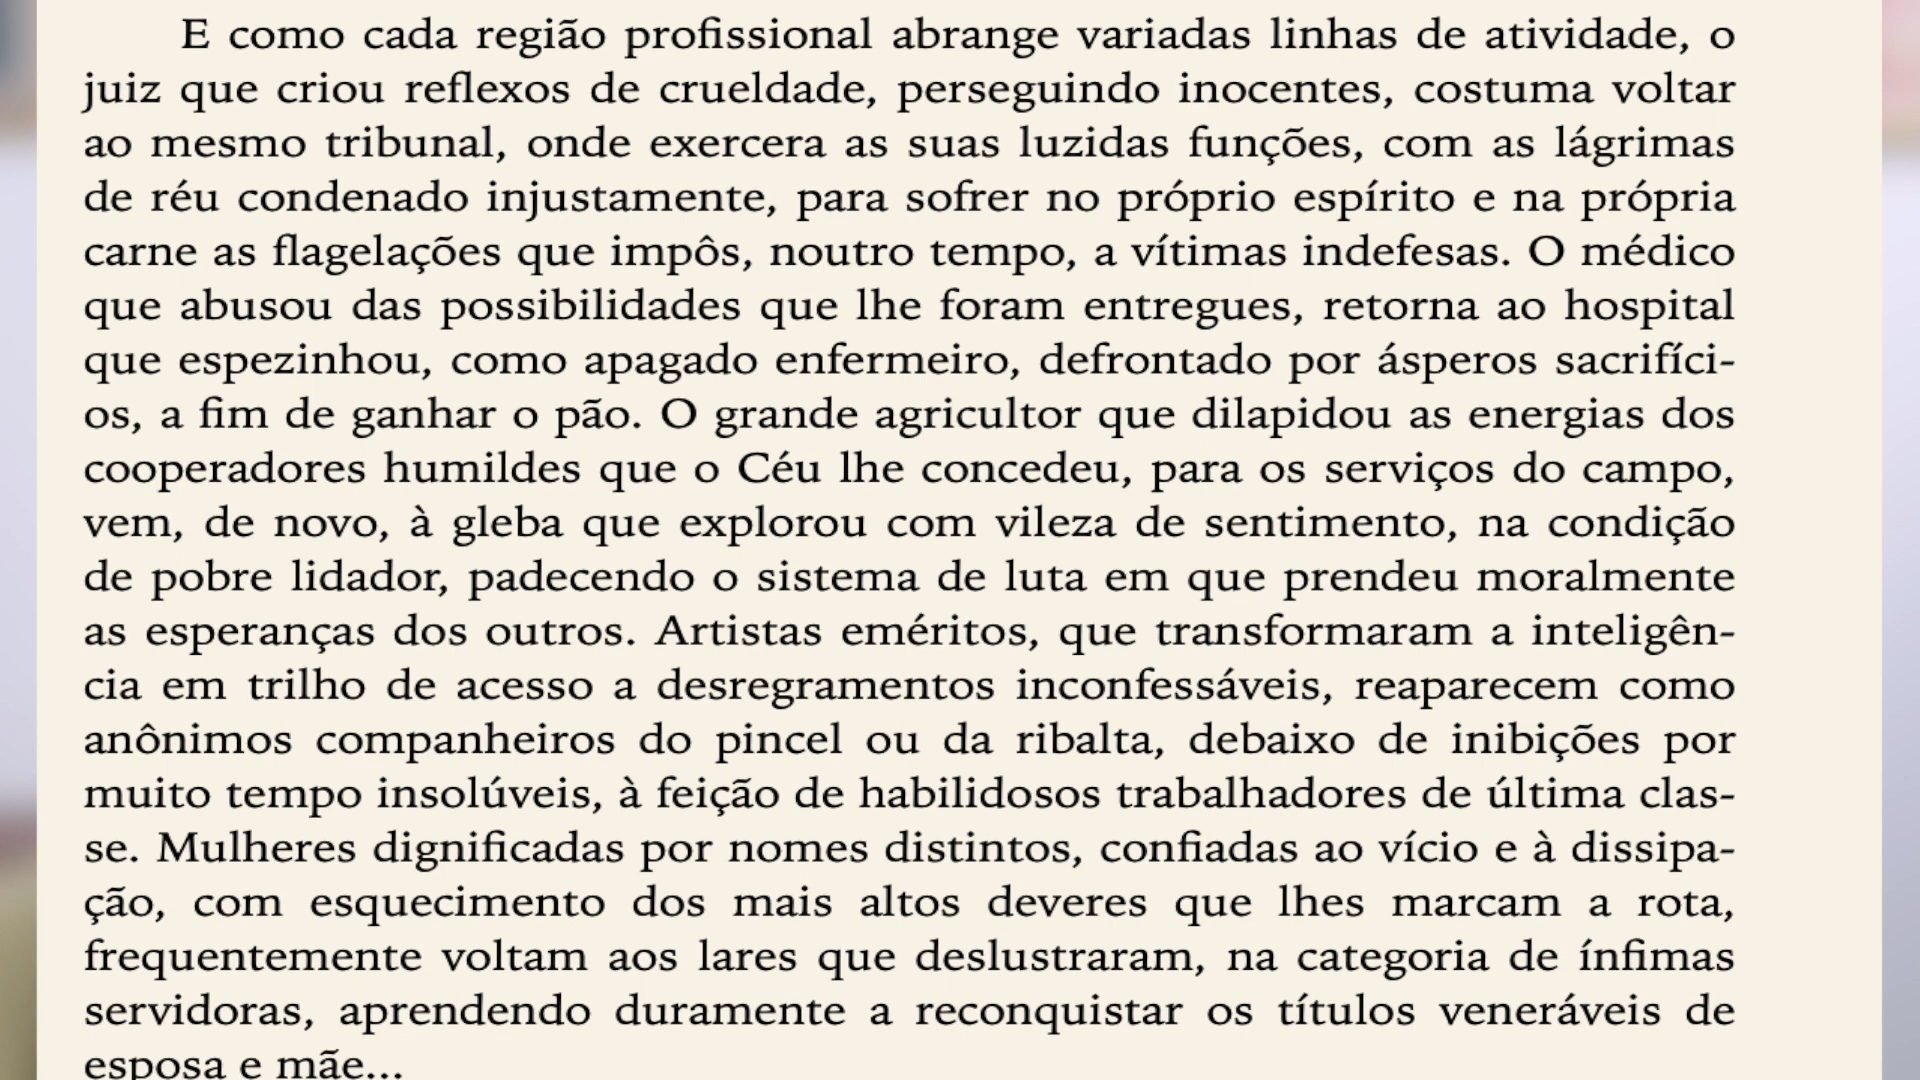 E como cada região profissional abrange variadas linhas de atividade, o
juiz que criou reflexos de crueldade, perseguindo inocentes, costuma voltar
ao mesmo tribunal, onde exercera as suas luzidas funções, com as lágrimas
de réu condenado injustamente, para sofrer no próprio espírito e na própria
carne as flagelações que impôs, noutro tempo, a vítimas indefesas. O médico
que abusou das possibilidades que lhe foram entregues, retorna ao hospital
que espezinhou, como apagado enfermeiro, defrontado por ásperos sacrifíci-
os, a fim de ganhar o pão. O grande agricultor que dilapidou as energias dos
cooperadores humildes que o Céu lhe concedeu, para os serviços do campo,
vem, de novo, à gleba que explorou com vileza de sentimento, na condição
de pobre lidador, padecendo o sistema de luta em que prendeu moralmente
as esperanças dos outros. Artistas eméritos, que transformaram a inteligên-
cia em trilho de acesso a desregramentos inconfessáveis, reaparecem como
anônimos companheiros do pincel ou da ribalta, debaixo de inibições por
muito tempo insolúveis, à feição de habilidosos trabalhadores de última clas-
se. Mulheres dignificadas por nomes distintos, confiadas ao vício e à dissipa-
ção, com esquecimento dos mais altos deveres que lhes marcam a rota,
frequentemente voltam aos lares que deslustraram, na categoria de ínfimas
servidoras, aprendendo duramente a reconquistar os títulos veneráveis de
esposa e mãe...